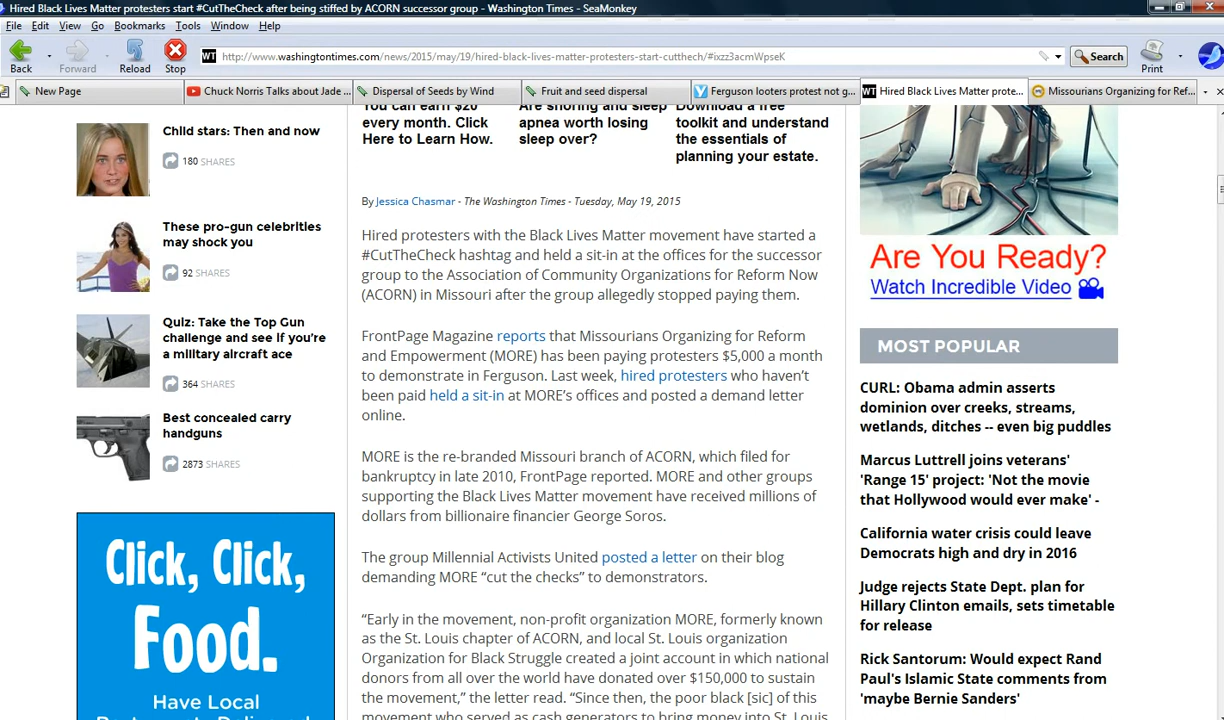 Hired Black Lives Matter protesters start #CutTheCheck after being stiffed by ACORN successor group - Washington Times - SeaMonkey
File Edit View Go Bookmarks Tools Window Help
Back Forward Reload Stop
WT http://www.washingtontimes.com/news/2015/may/19/hired-black-lives-matter-protesters-start-cutthech/#ixzz3acmWpseK
Search Print
New Page
Chuck Norris Talks about Jade ...
Dispersal of Seeds by Wind
Fruit and seed dispersal
Ferguson looters protest not g...
WT Hired Black Lives Matter prote...
Missourians Organizing for Ref...
Child stars: Then and now
180 SHARES
These pro-gun celebrities
may shock you
92 SHARES
Quiz: Take the Top Gun
challenge and see if you're
a military aircraft ace
364 SHARES
Best concealed carry
handguns
2873 SHARES
Click, Click,
Food.
Have Local
You can earn $20
every month. Click
Here to Learn How.
Are snoring and sleep
apnea worth losing
sleep over?
Download a free
toolkit and understand
the essentials of
planning your estate.
By Jessica Chasmar - The Washington Times - Tuesday, May 19, 2015
Hired protesters with the Black Lives Matter movement have started a
#CutTheCheck hashtag and held a sit-in at the offices for the successor
group to the Association of Community Organizations for Reform Now
(ACORN) in Missouri after the group allegedly stopped paying them.
FrontPage Magazine reports that Missourians Organizing for Reform
and Empowerment (MORE) has been paying protesters $5,000 a month
to demonstrate in Ferguson. Last week, hired protesters who haven't
been paid held a sit-in at MORE's offices and posted a demand letter
online.
MORE is the re-branded Missouri branch of ACORN, which filed for
bankruptcy in late 2010, FrontPage reported. MORE and other groups
supporting the Black Lives Matter movement have received millions of
dollars from billionaire financier George Soros.
The group Millennial Activists United posted a letter on their blog
demanding MORE “cut the checks” to demonstrators.
“Early in the movement, non-profit organization MORE, formerly known
as the St. Louis chapter of ACORN, and local St. Louis organization
Organization for Black Struggle created a joint account in which national
donors from all over the world have donated over $150,000 to sustain
the movement,” the letter read. “Since then, the poor black [sic] of this
movement who served as cash generators to bring money into St. Louis
Are You Ready?
Watch Incredible Video
MOST POPULAR
CURL: Obama admin asserts
dominion over creeks, streams,
wetlands, ditches -- even big puddles
Marcus Luttrell joins veterans'
'Range 15' project: 'Not the movie
that Hollywood would ever make' -
California water crisis could leave
Democrats high and dry in 2016
Judge rejects State Dept. plan for
Hillary Clinton emails, sets timetable
for release
Rick Santorum: Would expect Rand
Paul's Islamic State comments from
'maybe Bernie Sanders'